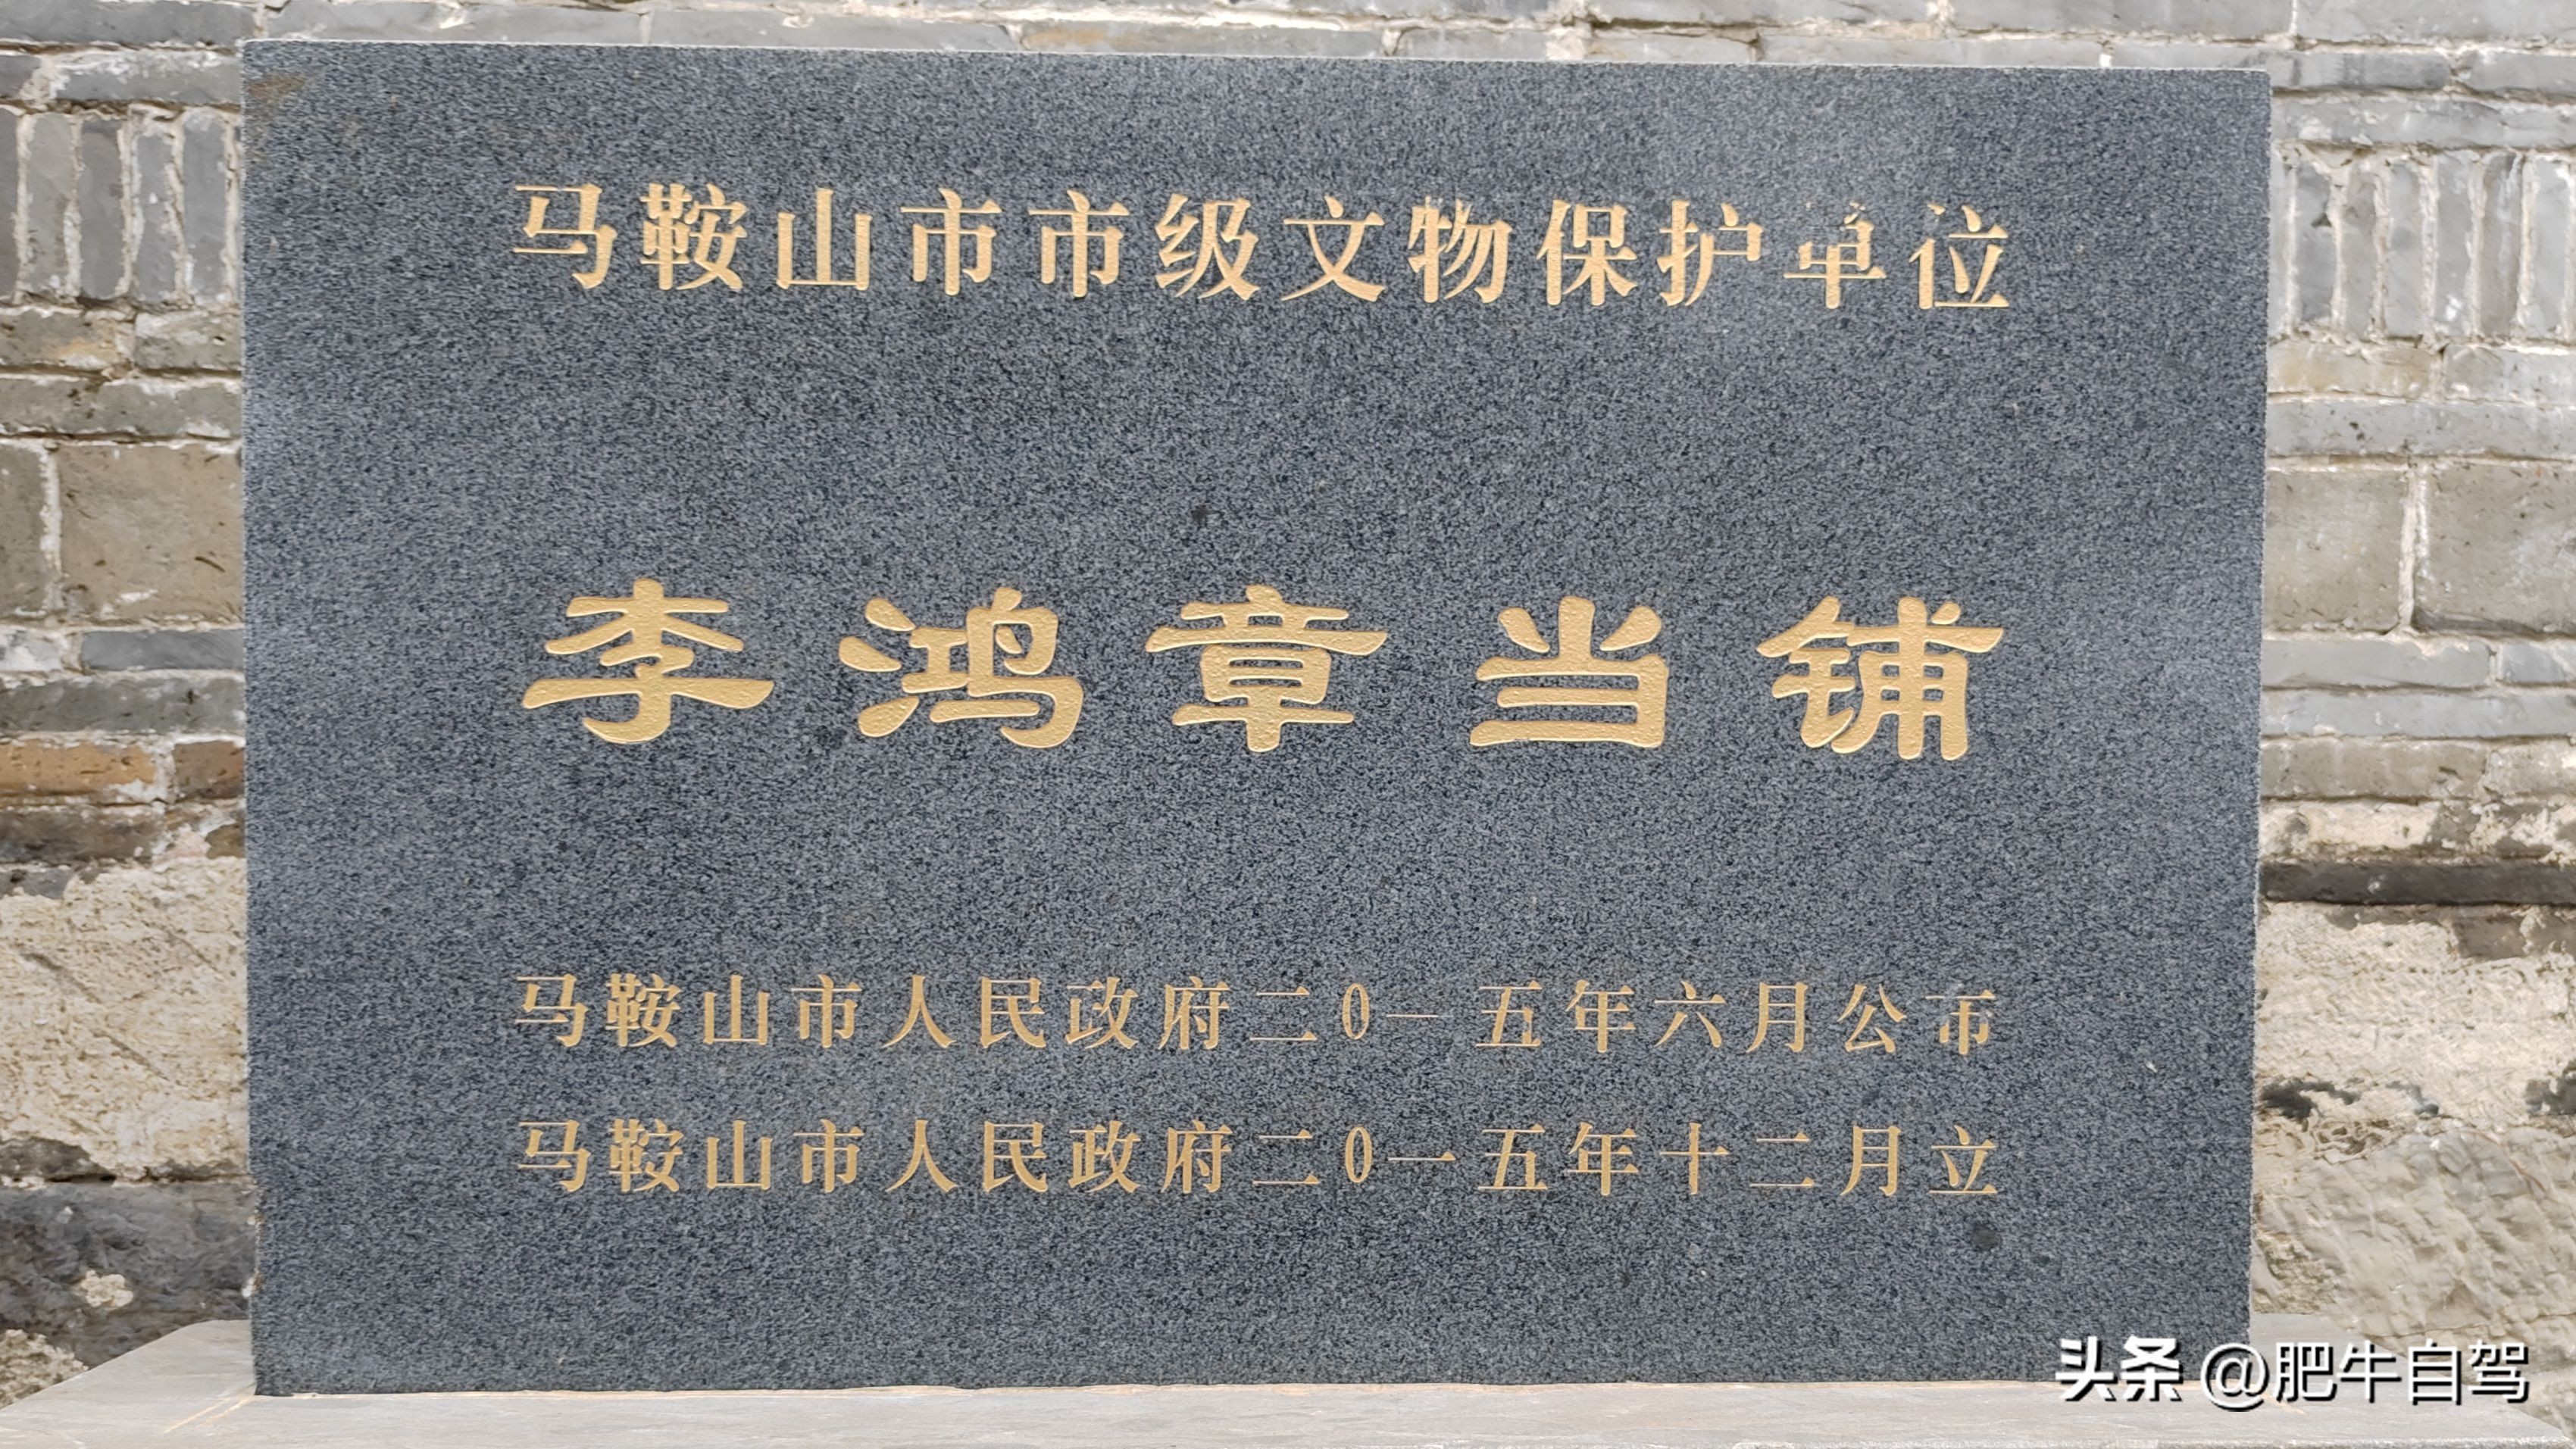 马鞍山市市级文物保护单位
李鸿章当铺
马鞍山市人民政府二0一五年六月公布
马鞍山市人民政府二0一五年十二月立
头条 @肥牛自驾